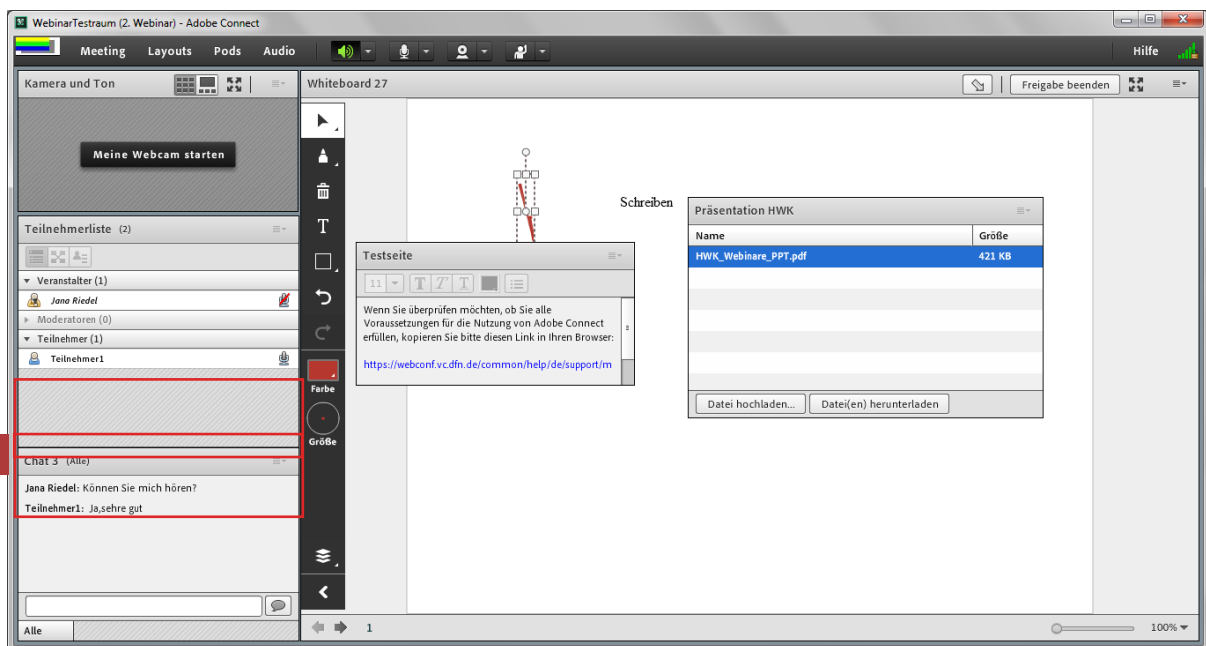 WebinarTestraum (2. Webinar) - Adobe Connect
Meeting Layouts Pods Audio
Hilfe
Kamera und Ton
Meine Webcam starten
Teilnehmerliste (2)
Veranstalter (1)
Jana Riedel
Moderatoren (0)
Teilnehmer (1)
Teilnehmer1
Chat 3 (Alle)
Jana Riedel: Können Sie mich hören?
Teilnehmer1: Ja,sehre gut
Alle
Whiteboard 27
Freigabe beenden
T
Farbe
Größe
Schreiben
Testseite
11 T T T
Wenn Sie überprüfen möchten, ob Sie alle
Voraussetzungen für die Nutzung von Adobe Connect
erfüllen, kopieren Sie bitte diesen Link in Ihren Browser:
https://webconf.vc.dfn.de/common/help/de/support/m
Präsentation HWK
Name Größe
HWK_Webinare_PPT.pdf 421 KB
Datei hochladen... Datei(en) herunterladen
1
100%